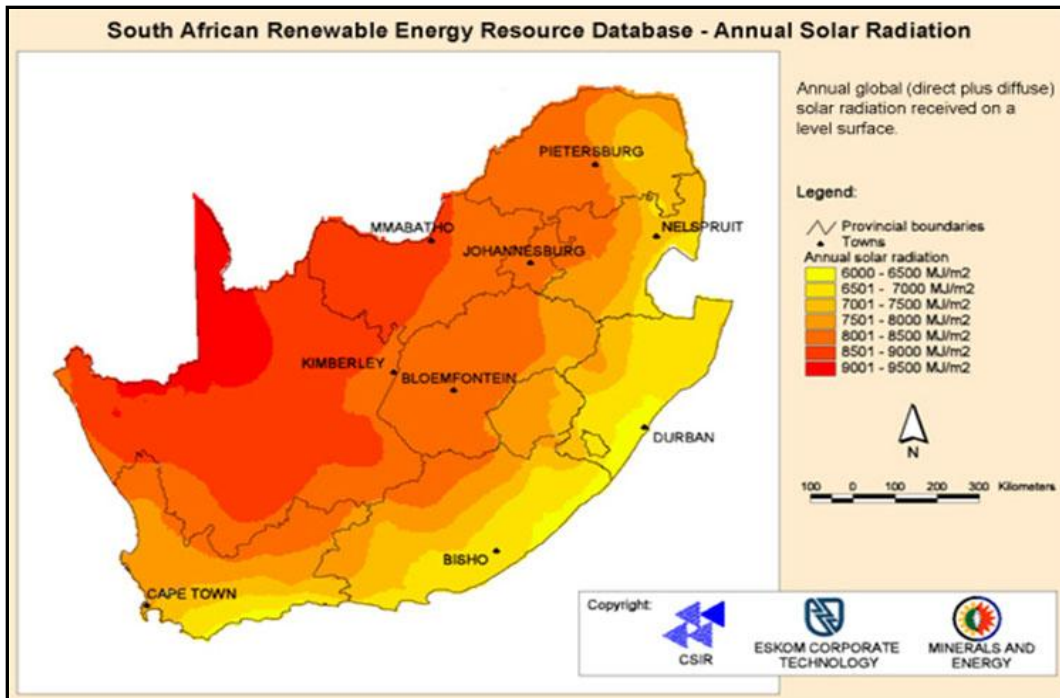 South African Renewable Energy Resource Database - Annual Solar Radiation
Annual global (direct plus diffuse)
solar radiation received on a
level surface.
Legend:
Provincial boundaries
Towns
Annual solar radiation
6000 - 6500 MJ/m2
6501 - 7000 MJ/m2
7001 - 7500 MJ/m2
7501 - 8000 MJ/m2
8001 - 8500 MJ/m2
8501 - 9000 MJ/m2
9001 - 9500 MJ/m2
N
100 0 100 200 300 Kilometers
PIETERSBURG
MMABATHO
NELSPRUIT
JOHANNESBURG
KIMBERLEY
BLOEMFONTEIN
DURBAN
BISHO
CAPE TOWN
Copyright:
CSIR
ESKOM CORPORATE
TECHNOLOGY
MINERALS AND
ENERGY